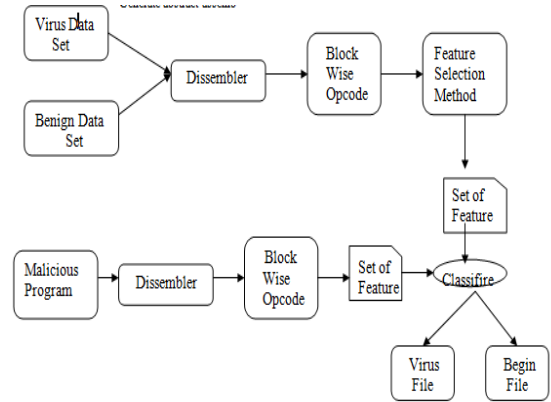 Virus Data
Set
Dissembler
Block
Wise
Opcode
Feature
Selection
Method
Benign Data
Set
Set of
Feature
Malicious
Program
Dissembler
Block
Wise
Opcode
Set of
Feature
Classifire
Virus
File
Begin
File